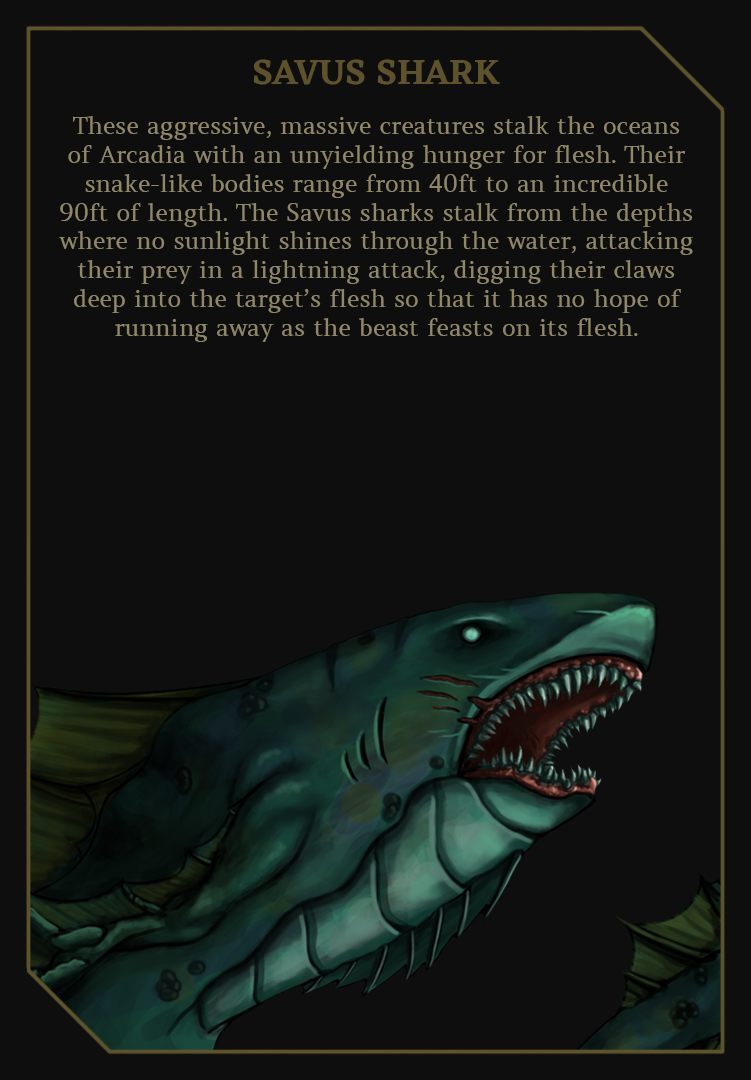 SAVUS SHARK
These aggressive, massive creatures stalk the oceans
of Arcadia with an unyielding hunger for flesh. Their
snake-like bodies range from 40ft to an incredible
90ft of length. The Savus sharks stalk from the depths
where no sunlight shines through the water, attacking
their prey in a lightning attack, digging their claws
deep into the target’s flesh so that it has no hope of
running away as the beast feasts on its flesh.